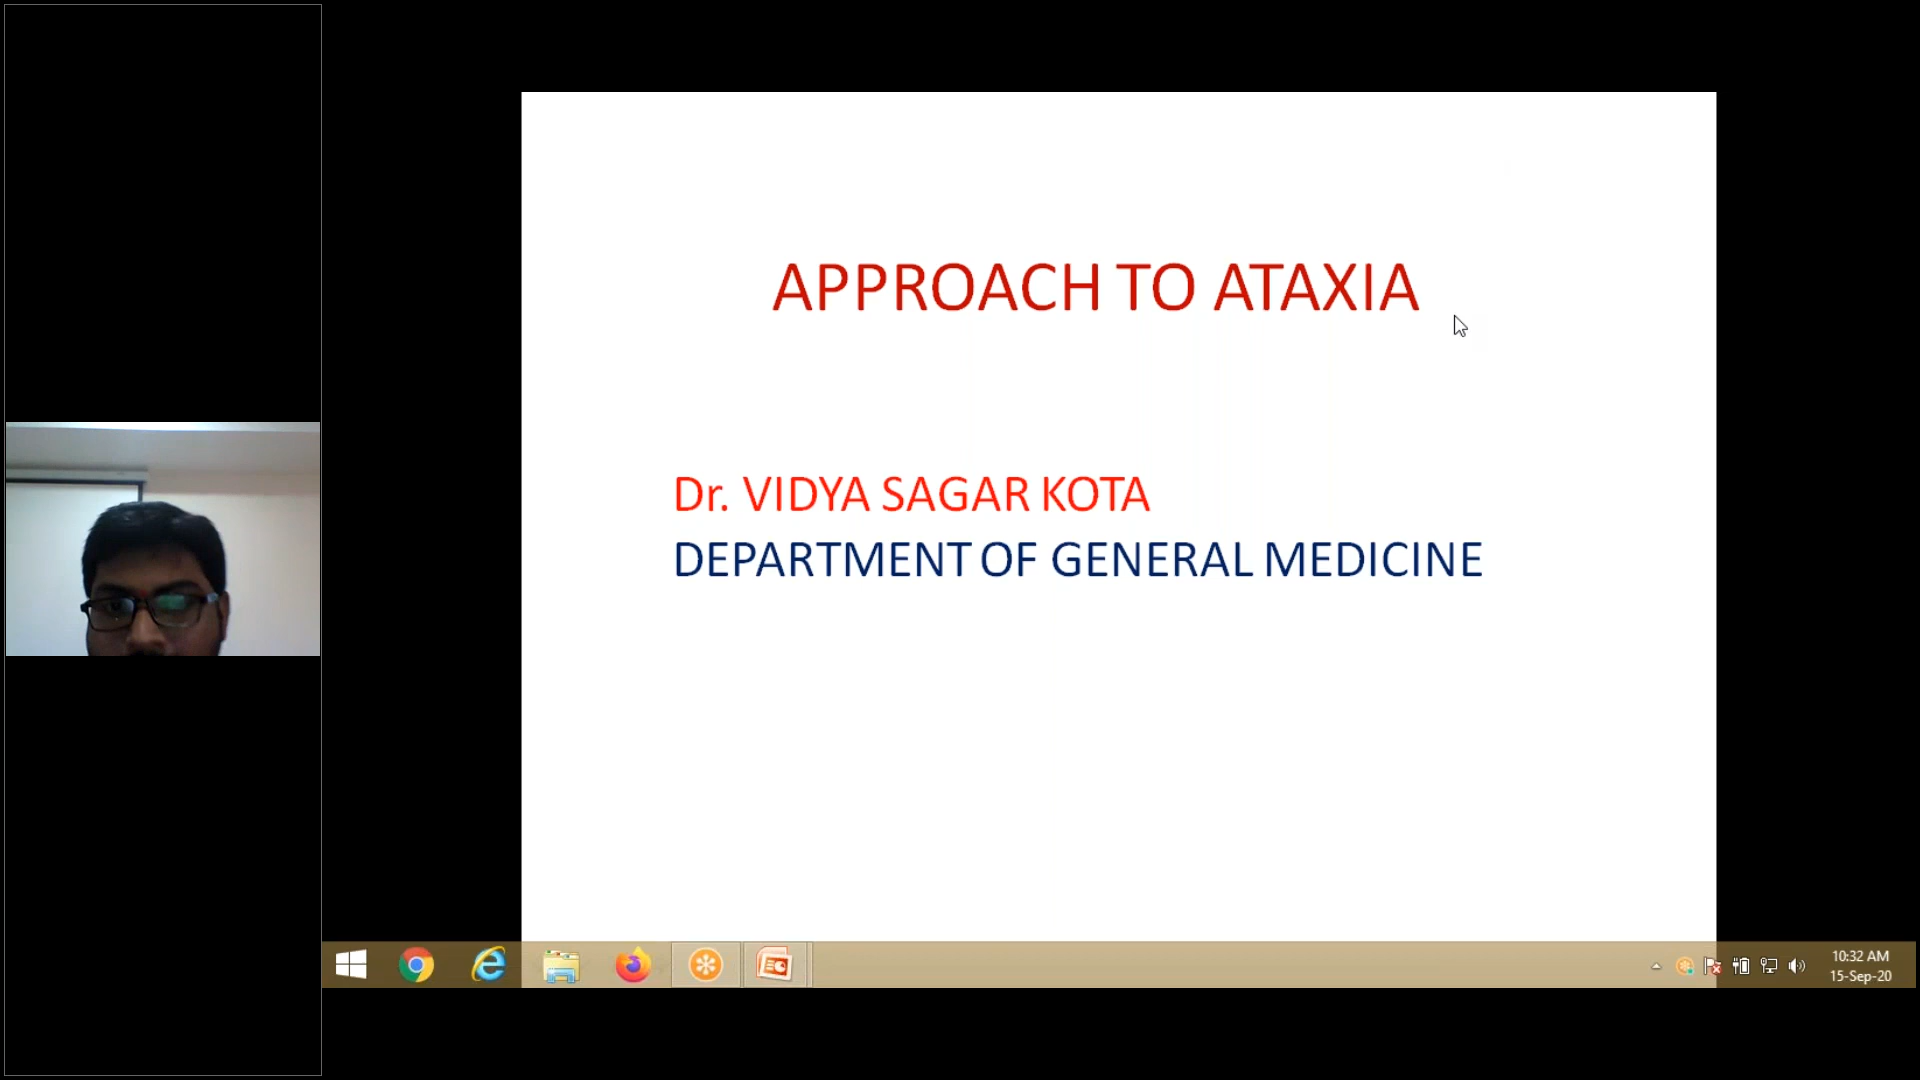 APPROACH TO ATAXIA
Dr. VIDYA SAGAR KOTA
DEPARTMENT OF GENERAL MEDICINE
10:32 AM
15-Sep-20